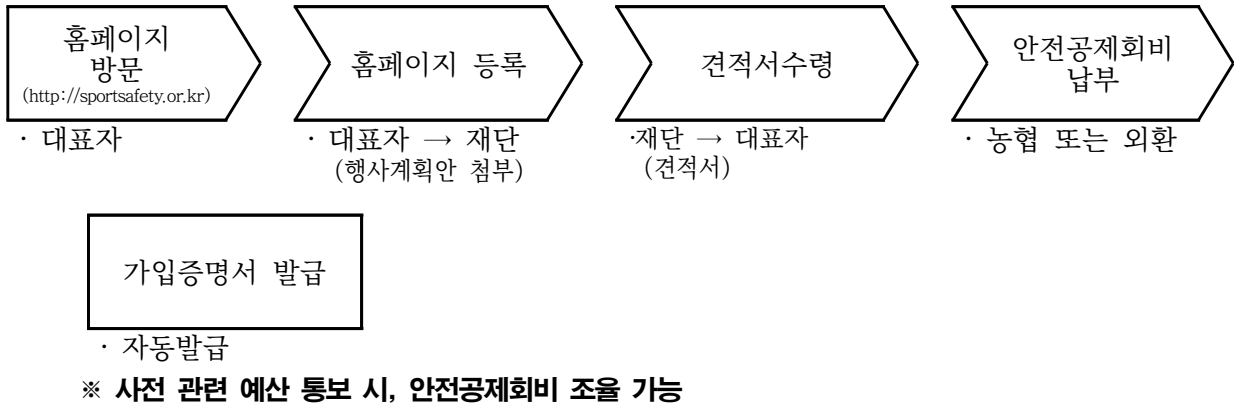 홈페이지
방문
(http://sportsafety.or.kr)
홈페이지 등록
견적서수령
안전공제회비
납부
· 대표자
· 대표자 → 재단
(행사계획안 첨부)
·재단 → 대표자
(견적서)
· 농협 또는 외환
가입증명서 발급
· 자동발급
※ 사전 관련 예산 통보 시, 안전공제회비 조율 가능